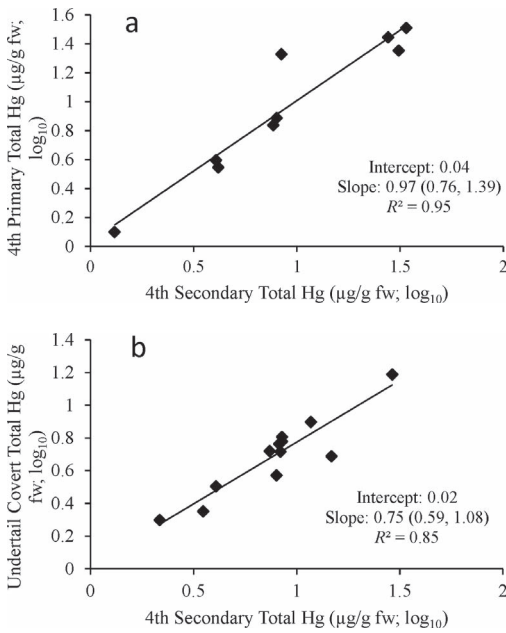 a
4th Primary Total Hg (µg/g fw;
log₁₀)
1.6
1.4
1.2
1
0.8
0.6
0.4
0.2
0
0
0.5
1
1.5
2
Intercept: 0.04
Slope: 0.97 (0.76, 1.39)
R² = 0.95
4th Secondary Total Hg (µg/g fw; log₁₀)
b
Undertail Covert Total Hg (µg/g
fw; log₁₀)
1.4
1.2
1
0.8
0.6
0.4
0.2
0
0
0.5
1
1.5
2
Intercept: 0.02
Slope: 0.75 (0.59, 1.08)
R² = 0.85
4th Secondary Total Hg (µg/g fw; log₁₀)